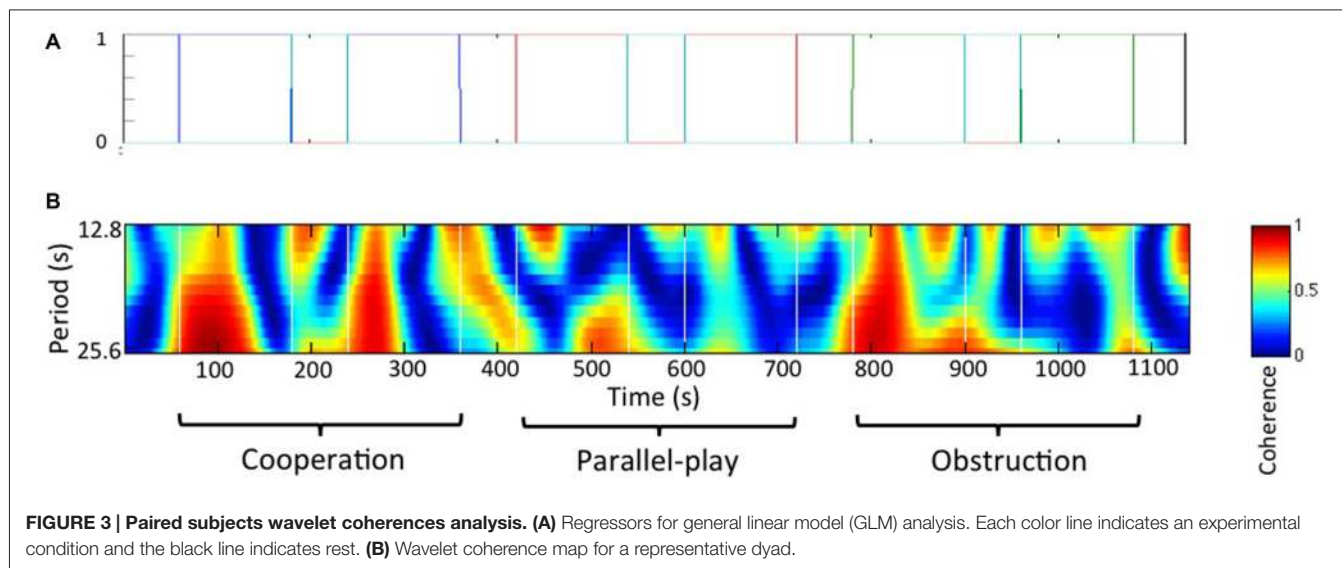 A
1
0
B
12.8
25.6
Period (s)
100 200 300 400 500 600 700 800 900 1000 1100
Time (s)
Cooperation Parallel-play Obstruction
1
0.5
0
Coherence
FIGURE 3 | Paired subjects wavelet coherences analysis. (A) Regressors for general linear model (GLM) analysis. Each color line indicates an experimental
condition and the black line indicates rest. (B) Wavelet coherence map for a representative dyad.